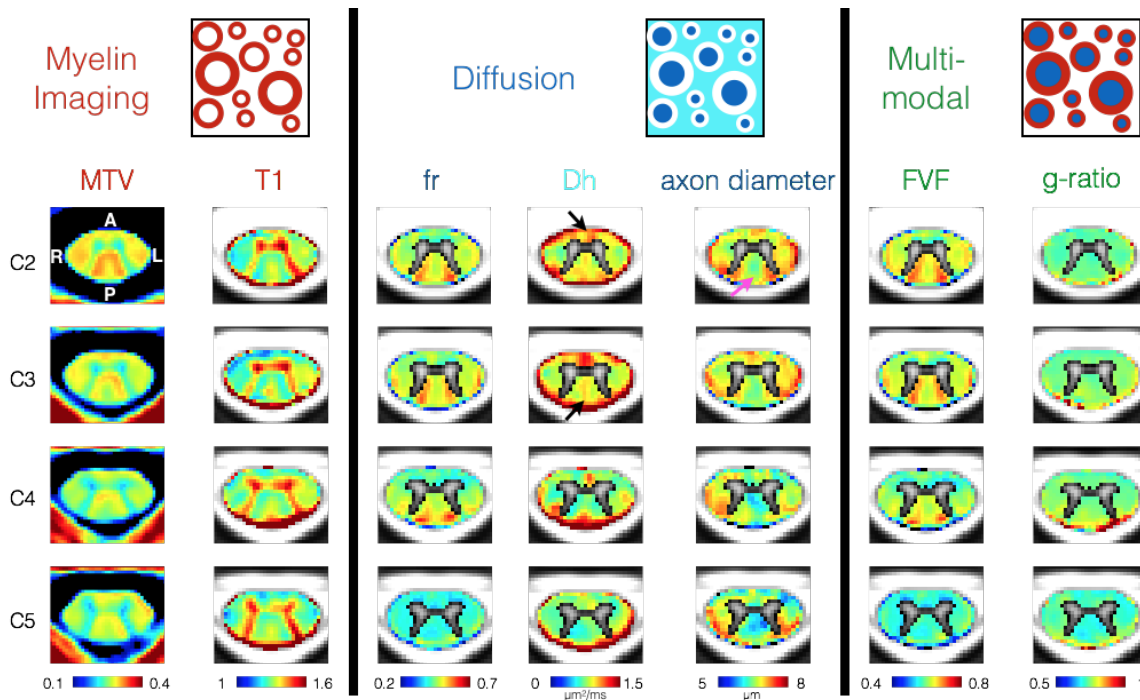 Myelin
Imaging
Diffusion
Multi-
modal
MTV T1 fr Dh axon diameter FVF g-ratio
C2
A
R L
P
C3
C4
C5
0.1 0.4 1 1.6 0.2 0.7 0 1.5 5 8 0.4 0.8 0.5
µm²/ms µm